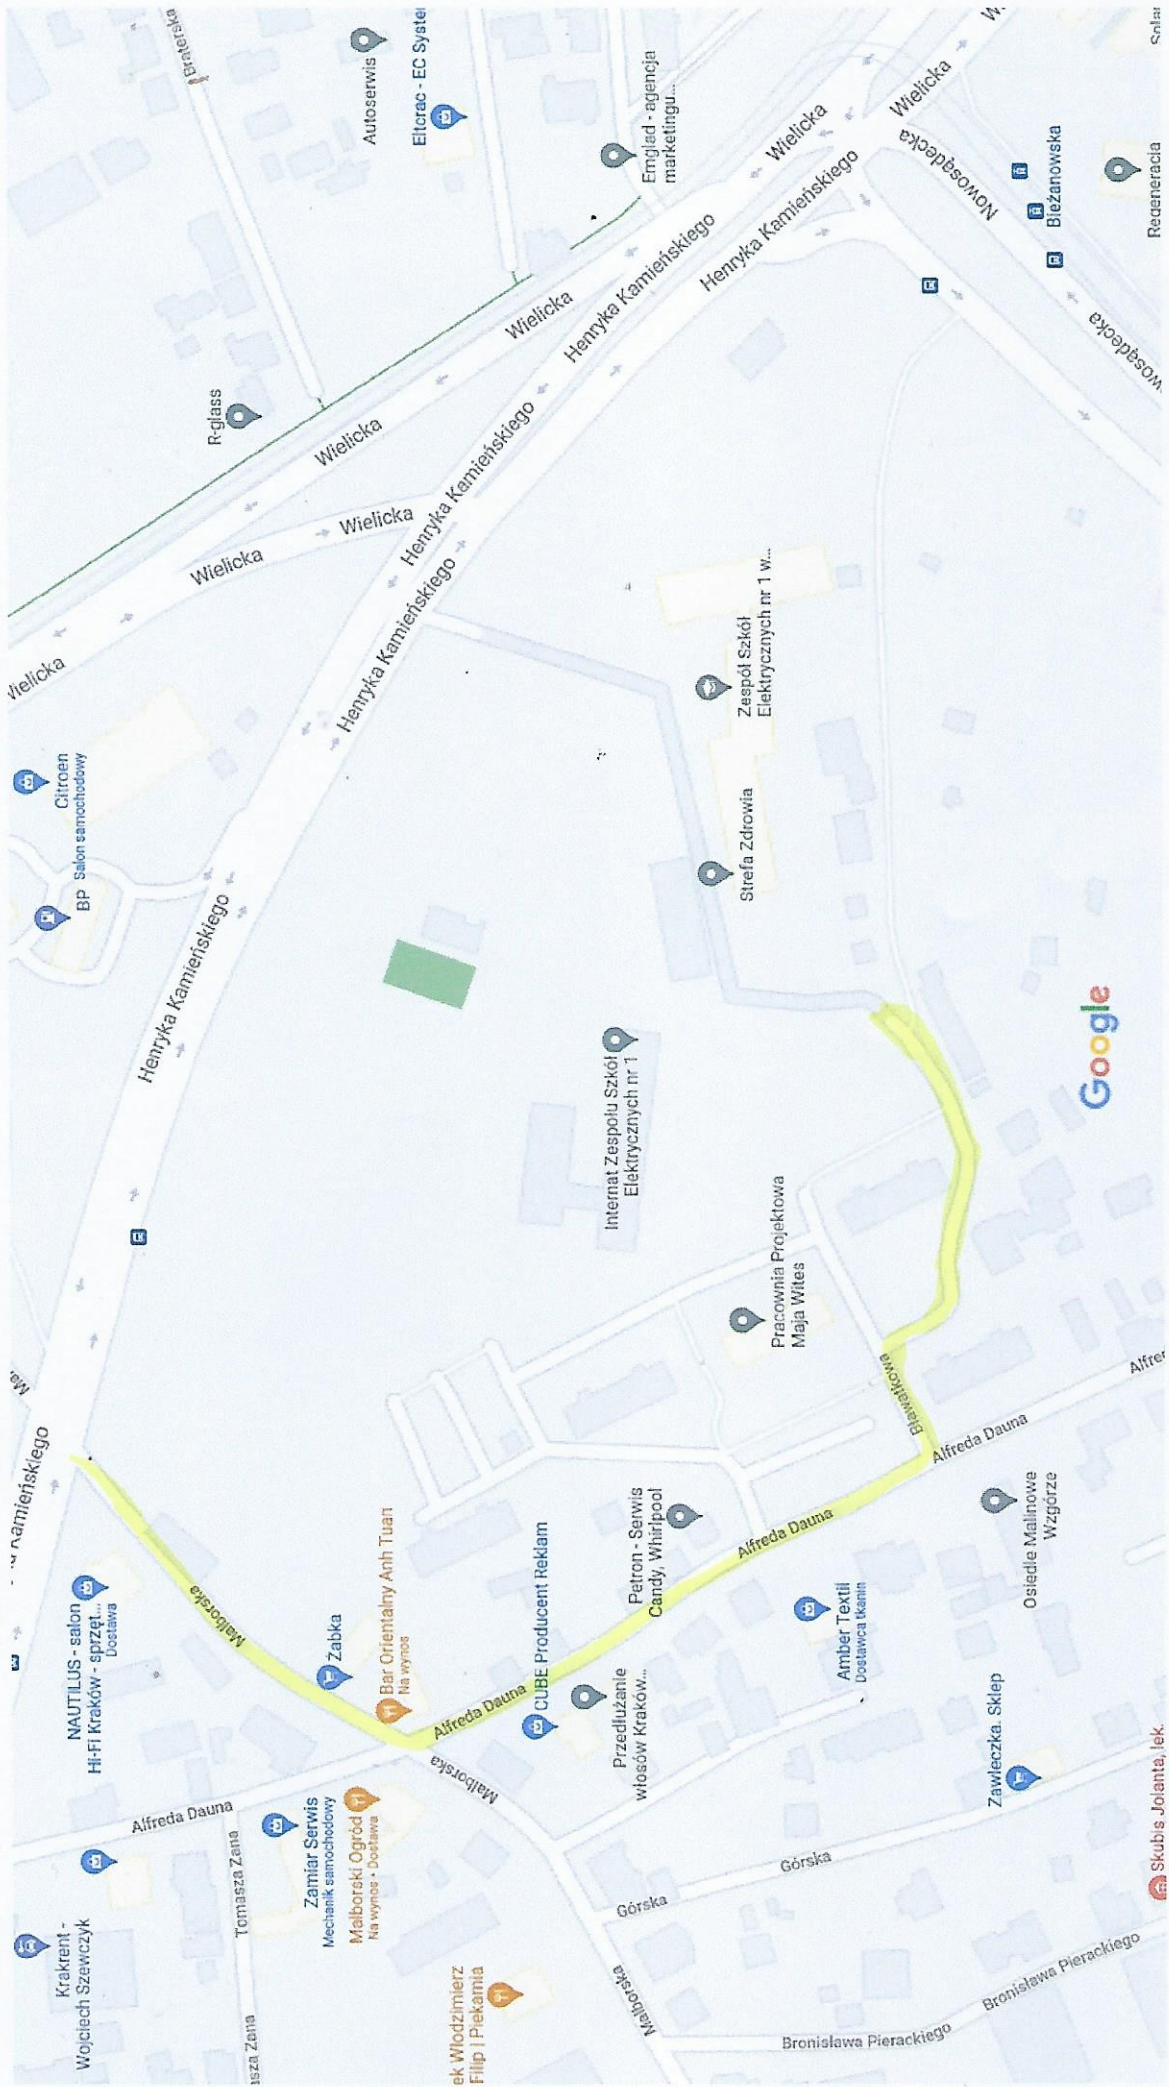 Krakrent -
Wojciech Szewczyk
NAUTILUS - salon
Hi-Fi Kraków - sprzęt...
Dostawa
Kamieńskiego
Henryka Kamieńskiego
BP
Citroen
Salon samochodowy
Wielicka
Wielicka
Wielicka
R-glass
Braterska
Alfreda Dauna
Tomasza Zana
Zamiar Serwis
Mechanik samochodowy
Malborski Ogród
Na wynos • Dostawa
Malborska
Żabka
Bar Orientalny Anh Tuan
Na wynos
Henryka Kamieńskiego
Henryka Kamieńskiego
Wielicka
Autoserwis
Włodzimierz
Filip | Piekarnia
Malborska
Alfreda Dauna
CUBE Producent Reklam
Henryka Kamieńskiego
Wielicka
Eltcrac - EC
Malborska
Górska
Przedłużanie
włosów Kraków...
Petron - Serwis
Candy, Whirlpool
Internat Zespołu Szkół
Elektrycznych nr 1
Henryka Kamieńskiego
Emglad - agencja
marketingu...
Bronisława Pierackiego
Górska
Amber Textil
Dostawca tkanin
Alfreda Dauna
Pracownia Projektowa
Maja Wites
Strefa Zdrowia
Zespół Szkół
Elektrycznych nr 1 w...
Henryka Kamieńskiego
Wielicka
Bławatkowa
Alfreda Dauna
Wielicka
Nowosądecka
Bronisława Pierackiego
Zawleczka. Sklep
Osiedle Malinowe
Wzgórze
Bieżanowska
Google
Skubis Jolanta, lek.
Regeneracja